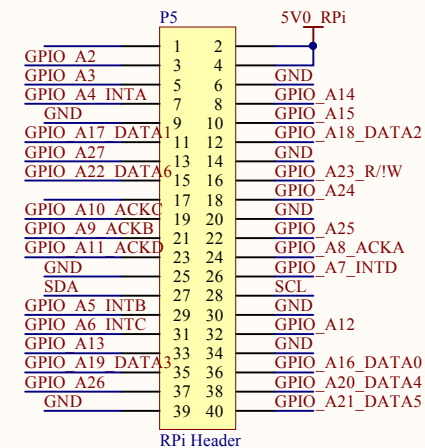 P5 5V0_RPi
1 2
GPIO_A2 3 4
GPIO_A3 5 6 GND
GPIO_A4_INTA 7 8 GPIO_A14
GND 9 10 GPIO_A15
GPIO_A17_DATA1 11 12 GPIO_A18_DATA2
GPIO_A27 13 14 GND
GPIO_A22_DATA6 15 16 GPIO_A23_R/!W
17 18 GPIO_A24
GPIO_A10_ACKC 19 20 GND
GPIO_A9_ACKB 21 22 GPIO_A25
GPIO_A11_ACKD 23 24 GPIO_A8_ACKA
GND 25 26 GPIO_A7_INTD
SDA 27 28 SCL
GPIO_A5_INTB 29 30 GND
GPIO_A6_INTC 31 32 GPIO_A12
GPIO_A13 33 34 GND
GPIO_A19_DATA3 35 36 GPIO_A16_DATA0
GPIO_A26 37 38 GPIO_A20_DATA4
GND 39 40 GPIO_A21_DATA5
RPi Header